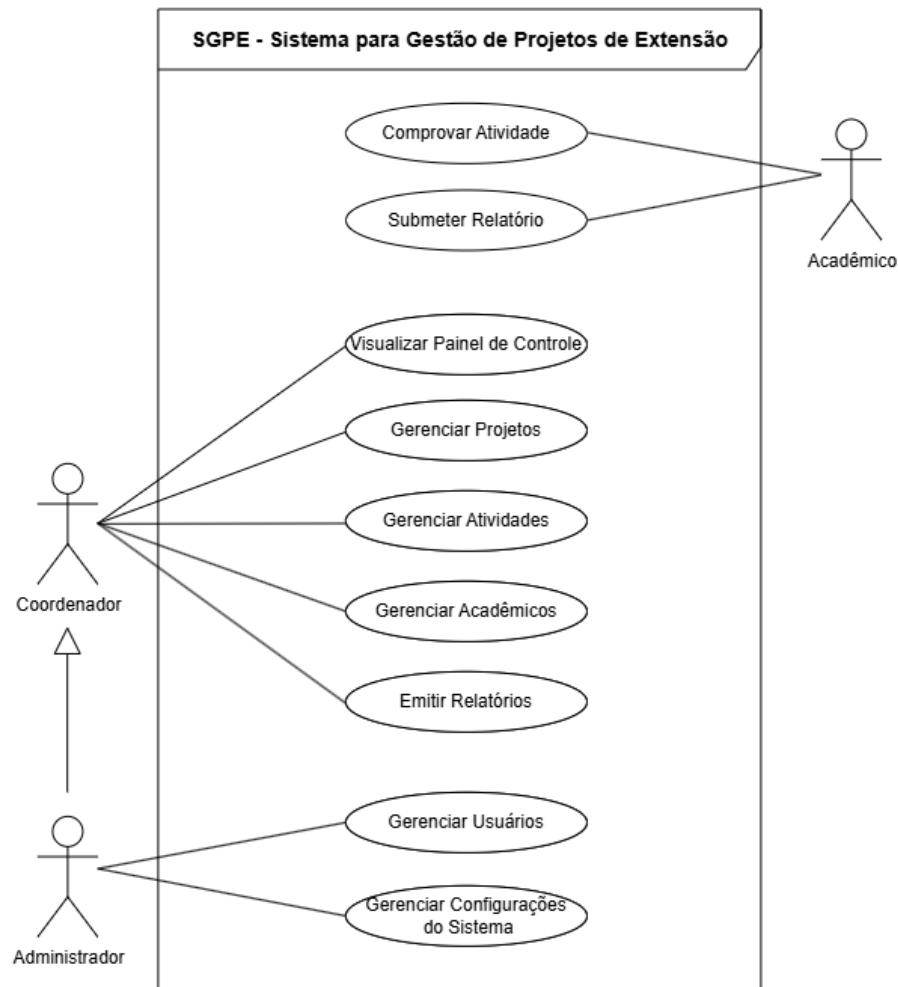 SGPE - Sistema para Gestão de Projetos de Extensão
Comprovar Atividade
Submeter Relatório
Acadêmico
Visualizar Painel de Controle
Gerenciar Projetos
Gerenciar Atividades
Coordenador
Gerenciar Acadêmicos
Emitir Relatórios
Gerenciar Usuários
Gerenciar Configurações
do Sistema
Administrador